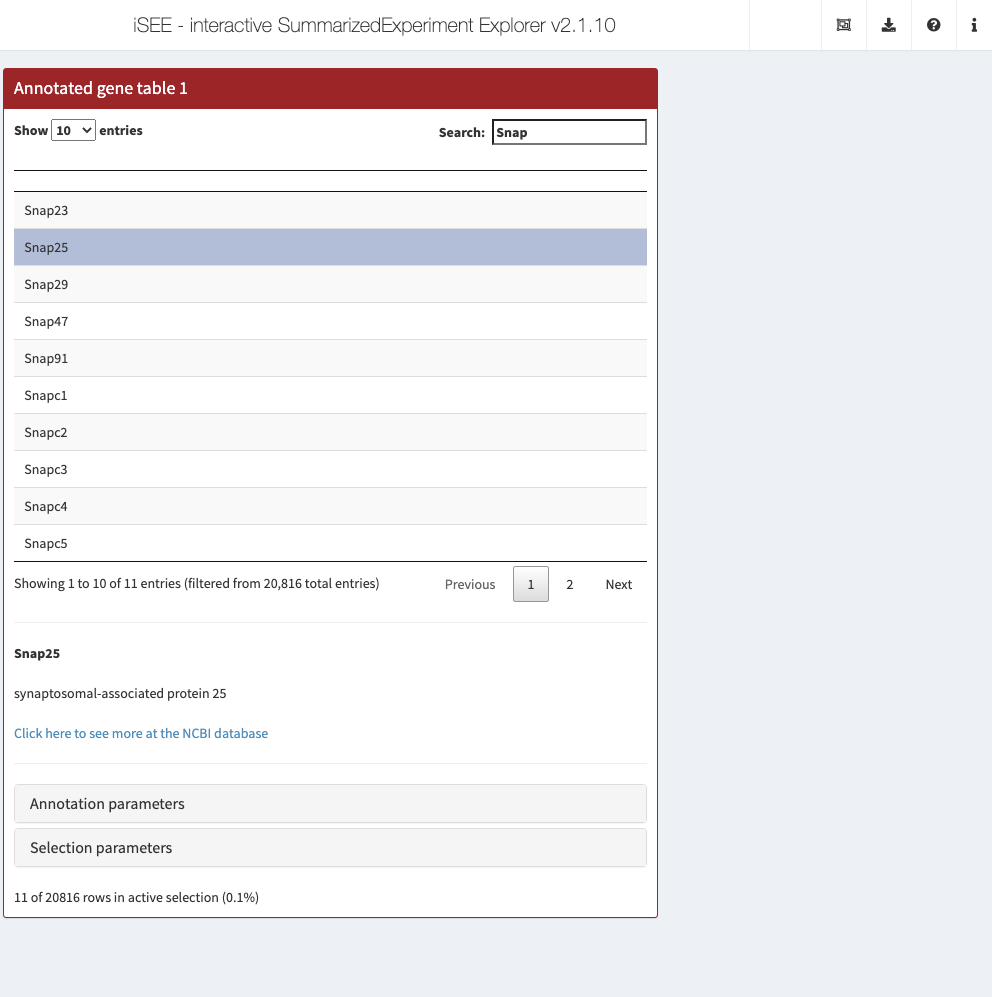 iSEE - interactive SummarizedExperiment Explorer v2.1.10
Annotated gene table 1
Show 10 entries
Search: Snap
Snap23
Snap25
Snap29
Snap47
Snap91
Snapc1
Snapc2
Snapc3
Snapc4
Snapc5
Showing 1 to 10 of 11 entries (filtered from 20,816 total entries)
Previous 1 2 Next
Snap25
synaptosomal-associated protein 25
Click here to see more at the NCBI database
Annotation parameters
Selection parameters
11 of 20816 rows in active selection (0.1%)